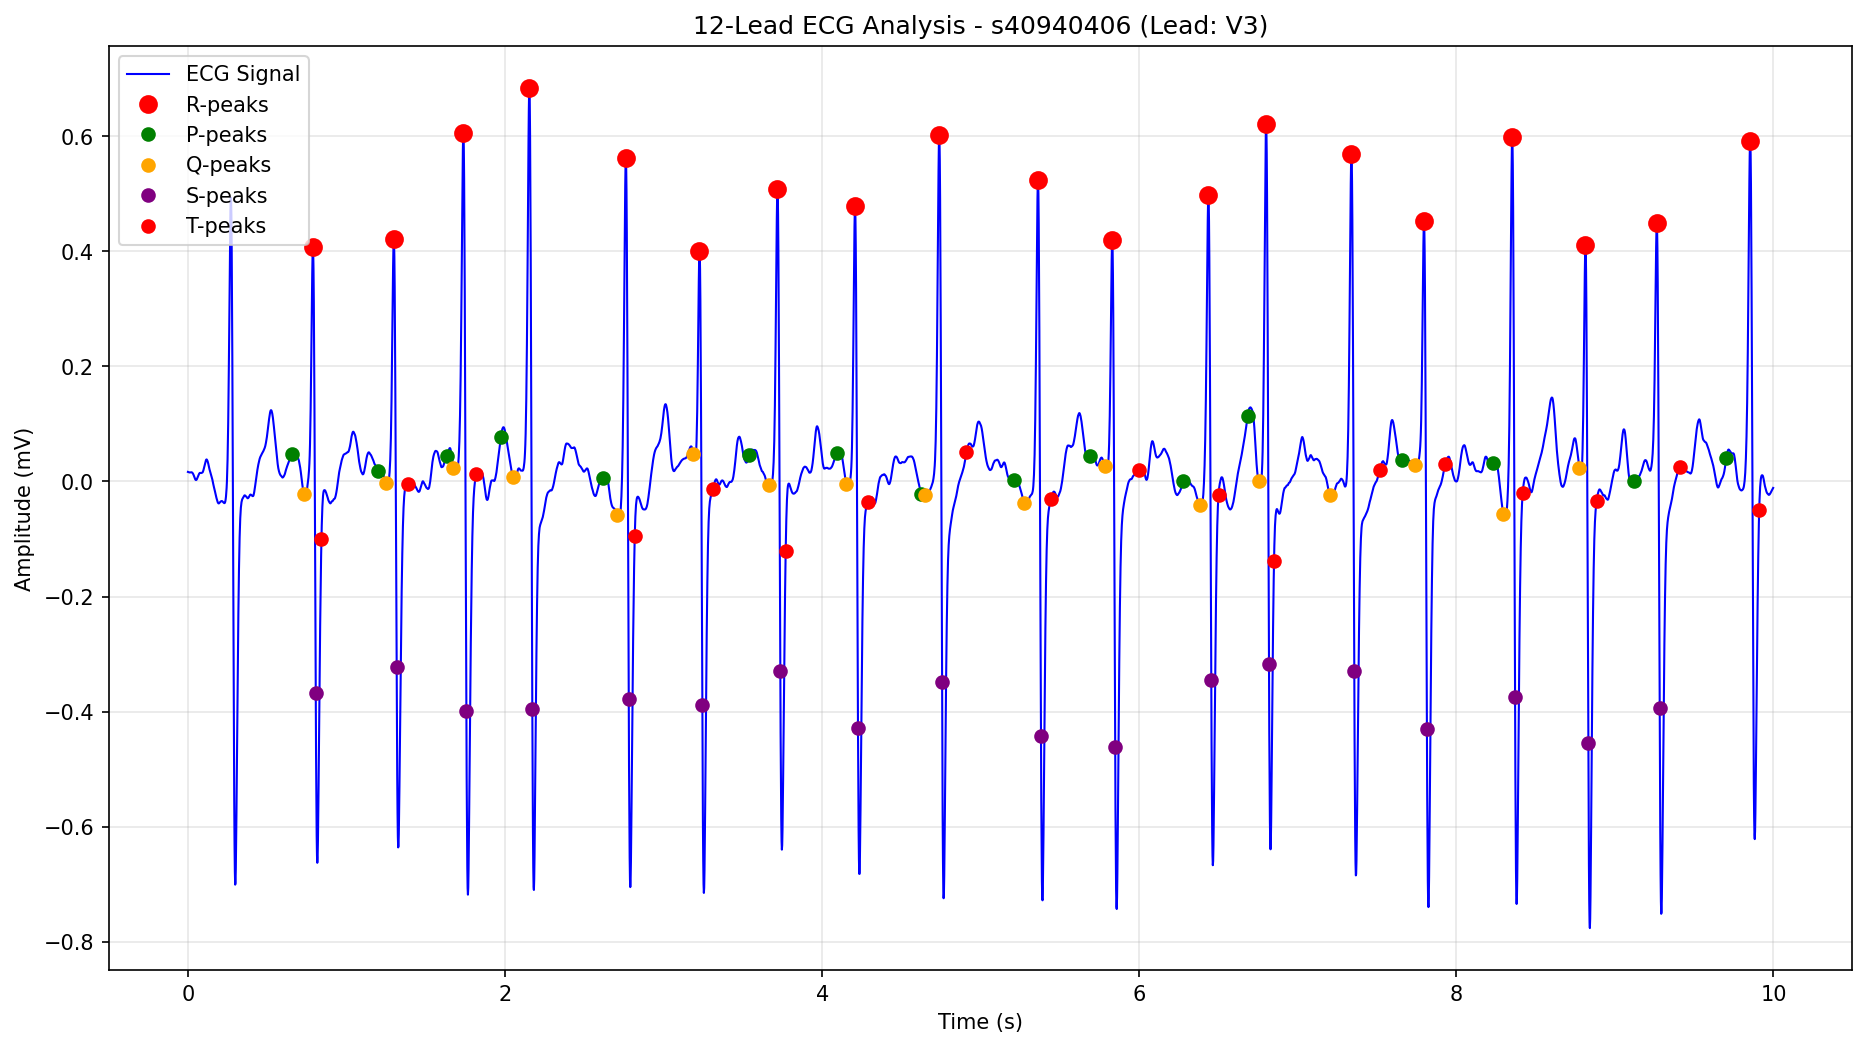 12-Lead ECG Analysis - s40940406 (Lead: V3)
ECG Signal
R-peaks
P-peaks
Q-peaks
S-peaks
T-peaks
Amplitude (mV)
0.6
0.4
0.2
0.0
−0.2
−0.4
−0.6
−0.8
0 2 4 6 8 10
Time (s)